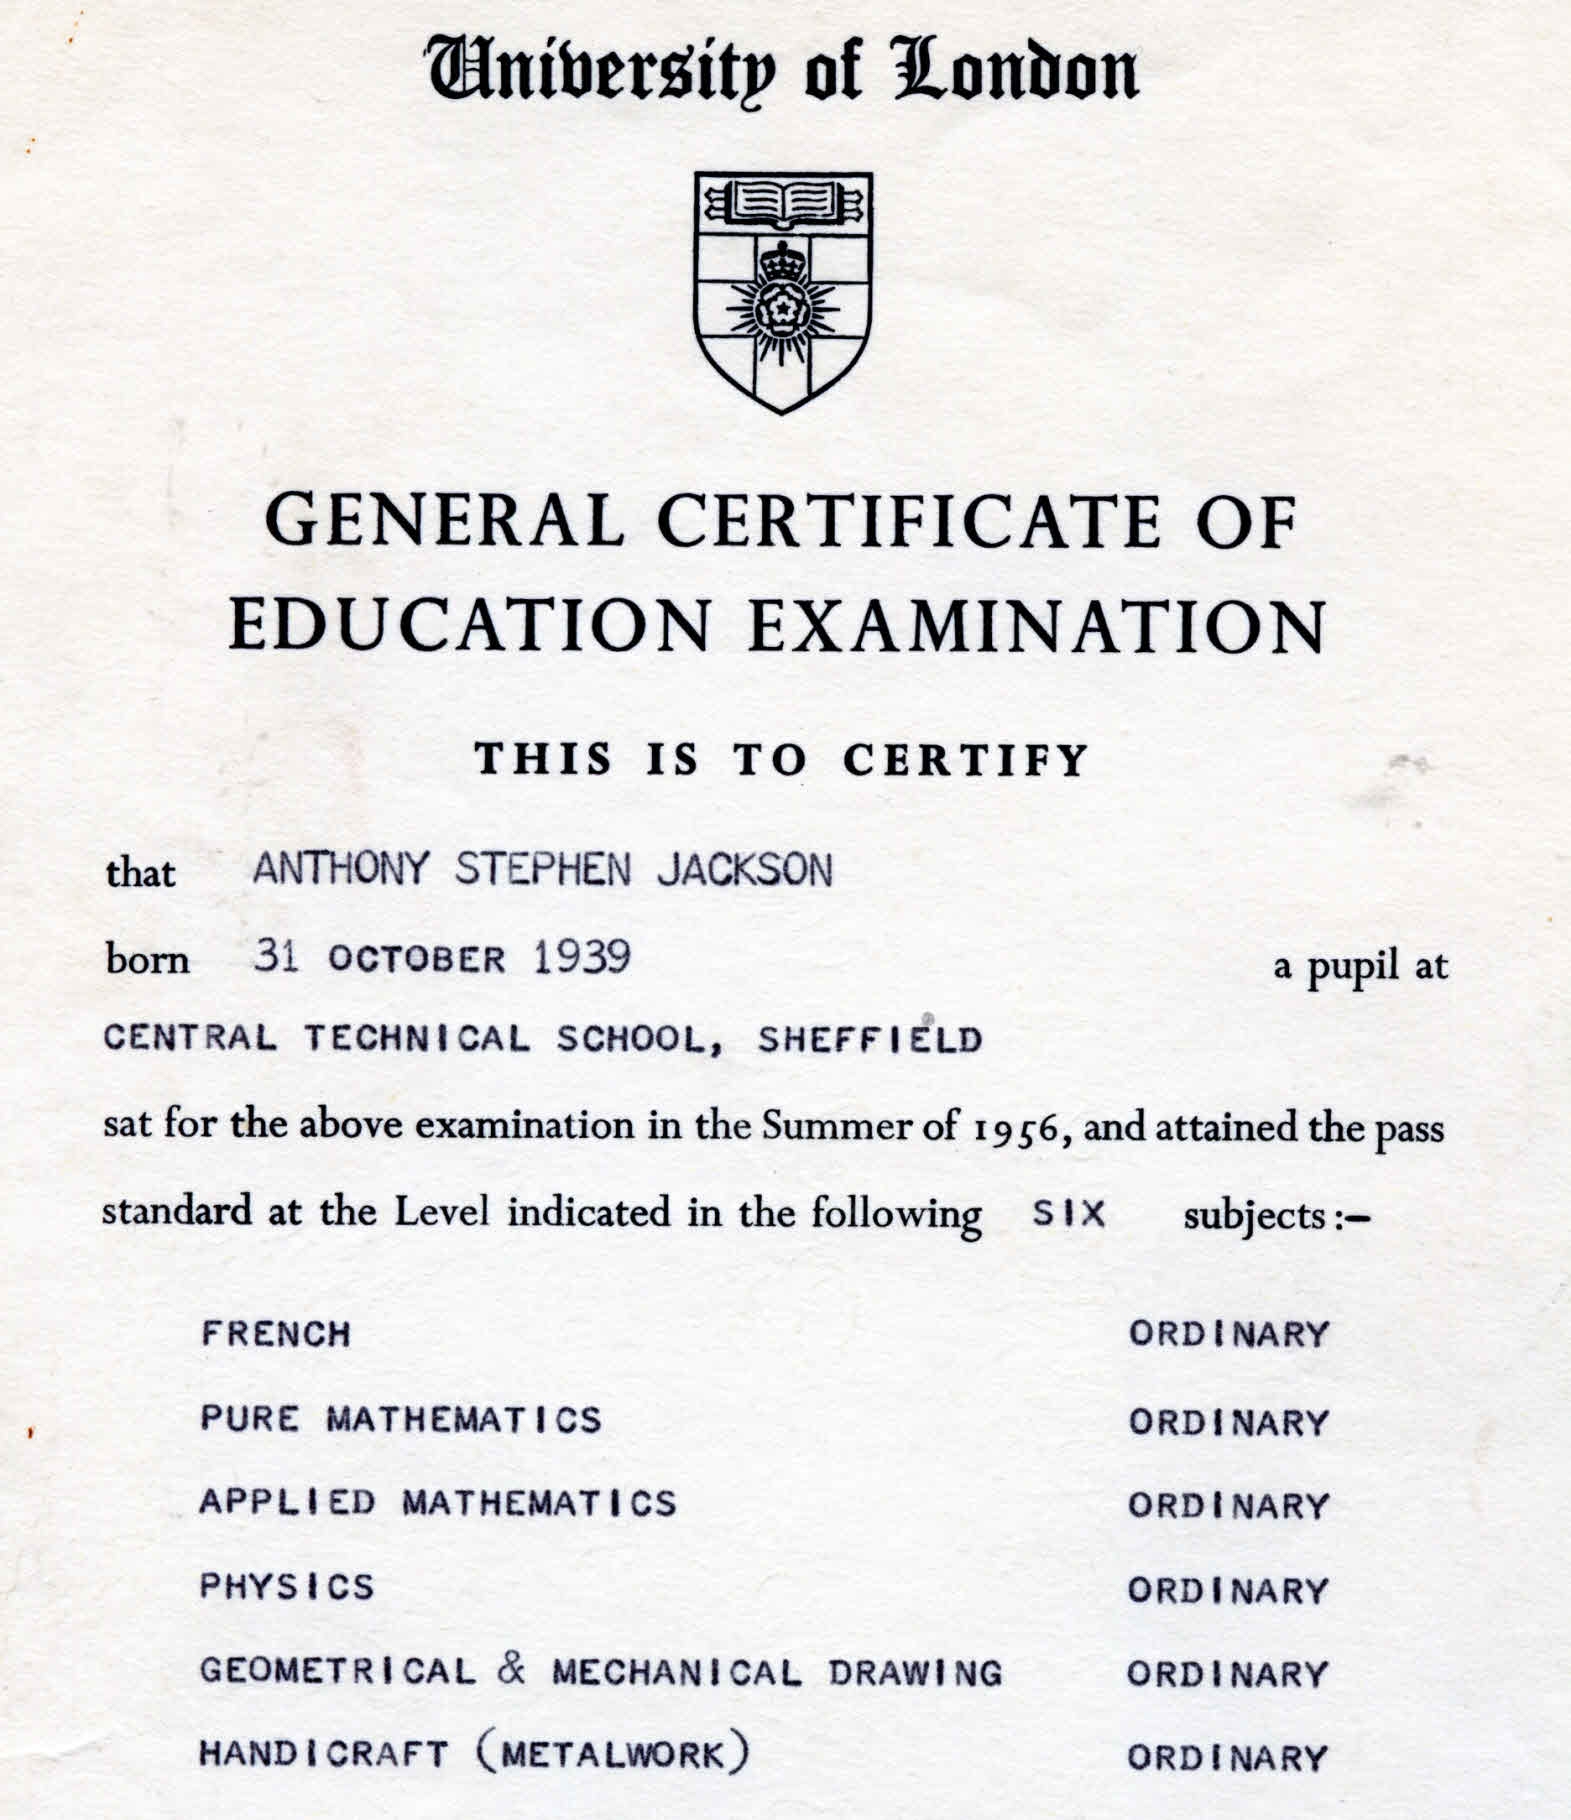 University of London
GENERAL CERTIFICATE OF
EDUCATION EXAMINATION
THIS IS TO CERTIFY
that ANTHONY STEPHEN JACKSON
born 31 OCTOBER 1939 a pupil at
CENTRAL TECHNICAL SCHOOL, SHEFFIELD
sat for the above examination in the Summer of 1956, and attained the pass
standard at the Level indicated in the following SIX subjects:—
FRENCH ORDINARY
PURE MATHEMATICS ORDINARY
APPLIED MATHEMATICS ORDINARY
PHYSICS ORDINARY
GEOMETRICAL & MECHANICAL DRAWING ORDINARY
HANDICRAFT (METALWORK) ORDINARY